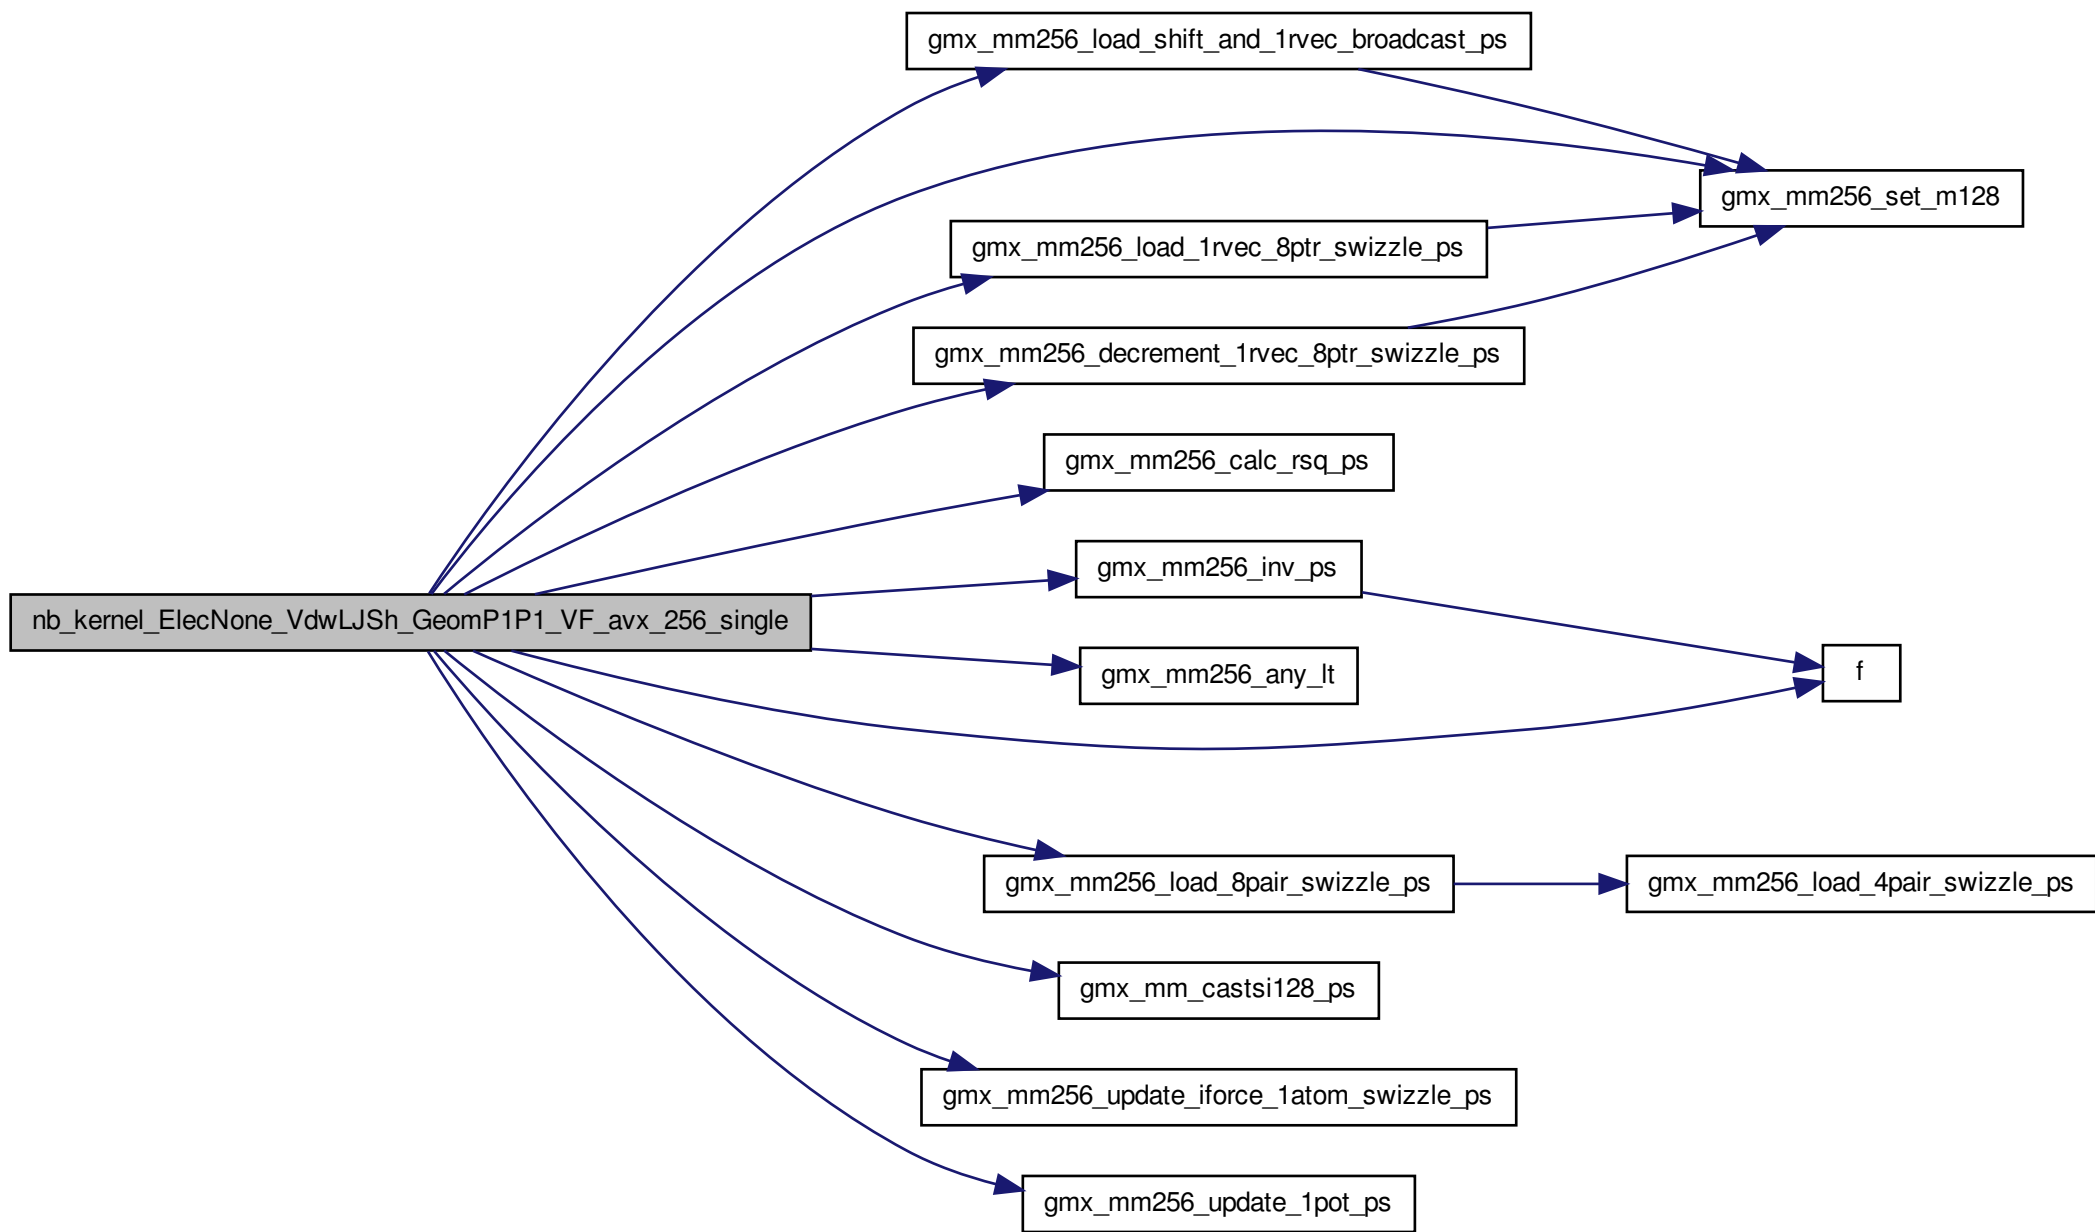 gmx_mm256_load_shift_and_1rvec_broadcast_ps
gmx_mm256_set_m128
gmx_mm256_load_1rvec_8ptr_swizzle_ps
gmx_mm256_decrement_1rvec_8ptr_swizzle_ps
gmx_mm256_calc_rsq_ps
gmx_mm256_inv_ps
nb_kernel_ElecNone_VdwLJSh_GeomP1P1_VF_avx_256_single
gmx_mm256_any_lt
f
gmx_mm256_load_8pair_swizzle_ps
gmx_mm256_load_4pair_swizzle_ps
gmx_mm_castsi128_ps
gmx_mm256_update_iforce_1atom_swizzle_ps
gmx_mm256_update_1pot_ps